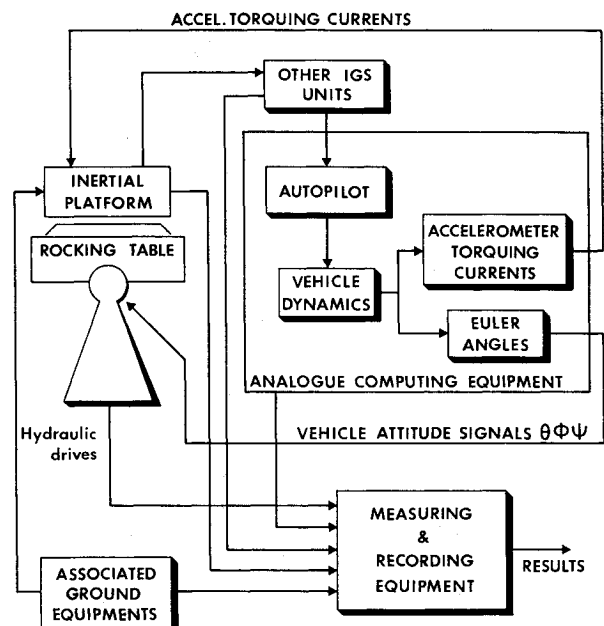 ACCEL. TORQUING CURRENTS
OTHER IGS
UNITS
INERTIAL
PLATFORM
AUTOPILOT
ROCKING TABLE
ACCELEROMETER
TORQUING
CURRENTS
VEHICLE
DYNAMICS
EULER
ANGLES
ANALOGUE COMPUTING EQUIPMENT
Hydraulic
drives
VEHICLE ATTITUDE SIGNALS θΦΨ
MEASURING
&
RECORDING
EQUIPMENT
RESULTS
ASSOCIATED
GROUND
EQUIPMENTS